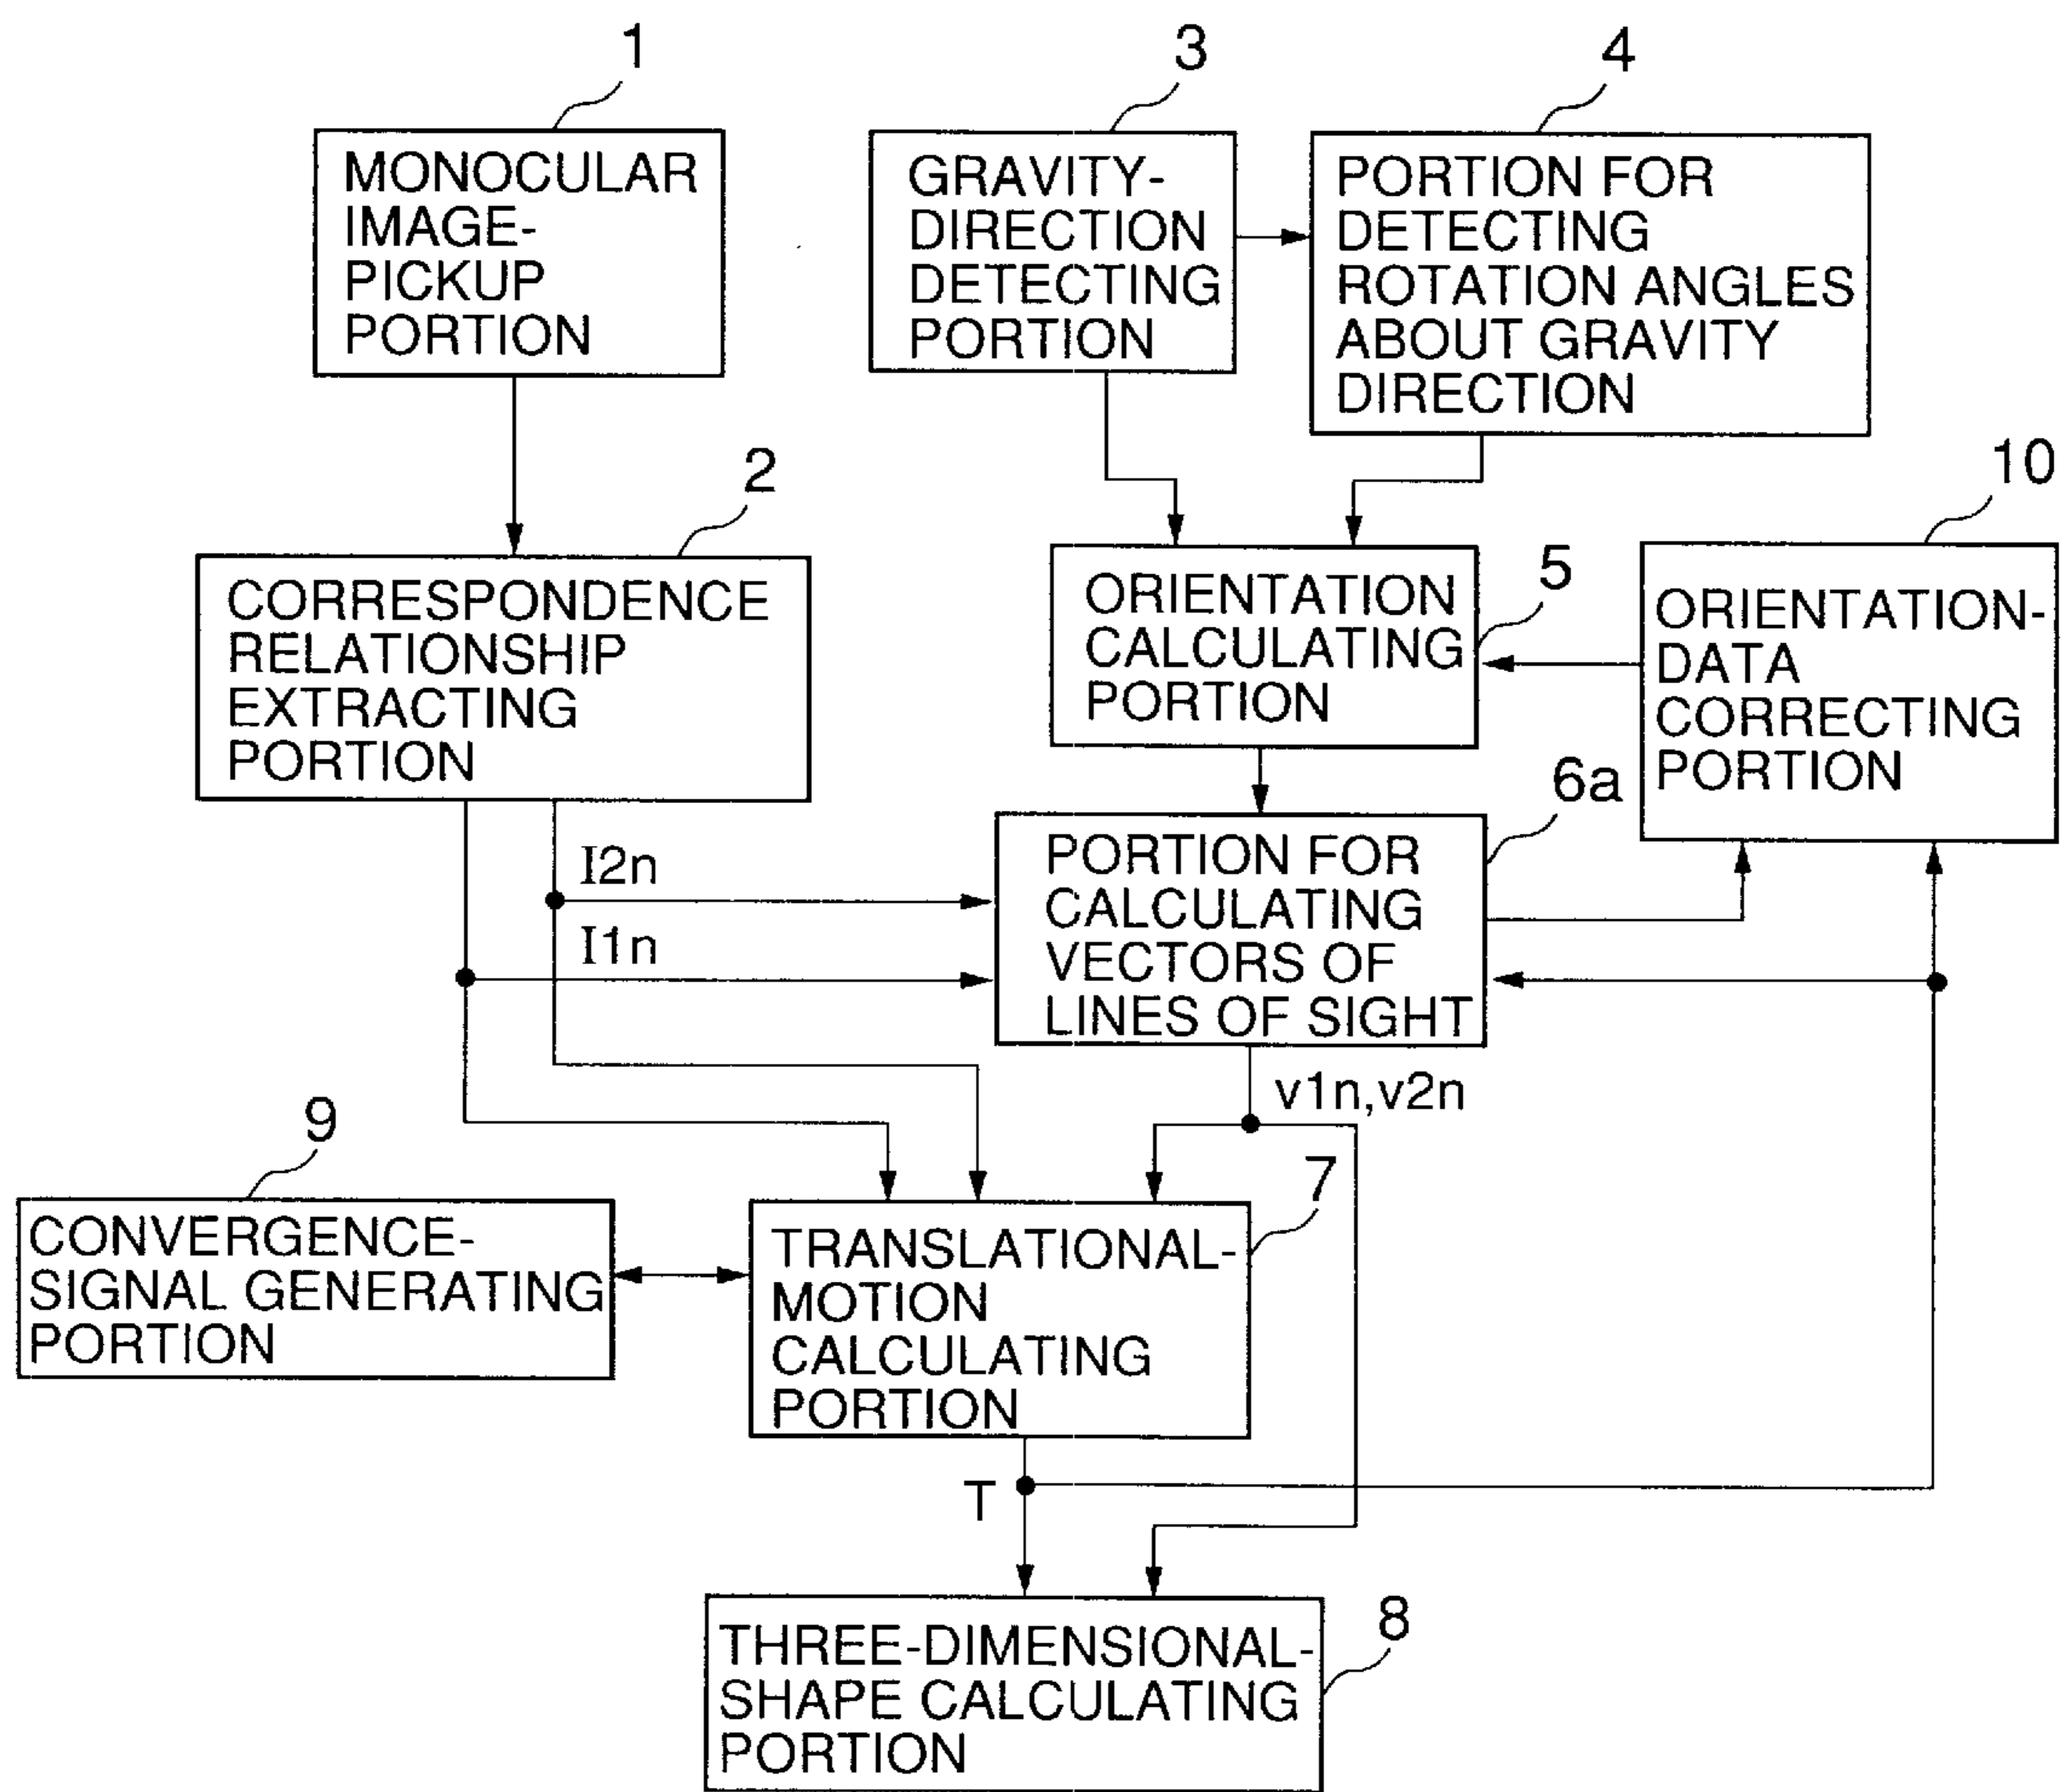 1
MONOCULAR
IMAGE-
PICKUP
PORTION
3
GRAVITY-
DIRECTION
DETECTING
PORTION
4
PORTION FOR
DETECTING
ROTATION ANGLES
ABOUT GRAVITY
DIRECTION
2
CORRESPONDENCE
RELATIONSHIP
EXTRACTING
PORTION
5
ORIENTATION
CALCULATING
PORTION
10
ORIENTATION-
DATA
CORRECTING
PORTION
6a
PORTION FOR
CALCULATING
VECTORS OF
LINES OF SIGHT
I2n
I1n
v1n,v2n
9
CONVERGENCE-
SIGNAL GENERATING
PORTION
7
TRANSLATIONAL-
MOTION
CALCULATING
PORTION
T
8
THREE-DIMENSIONAL-
SHAPE CALCULATING
PORTION